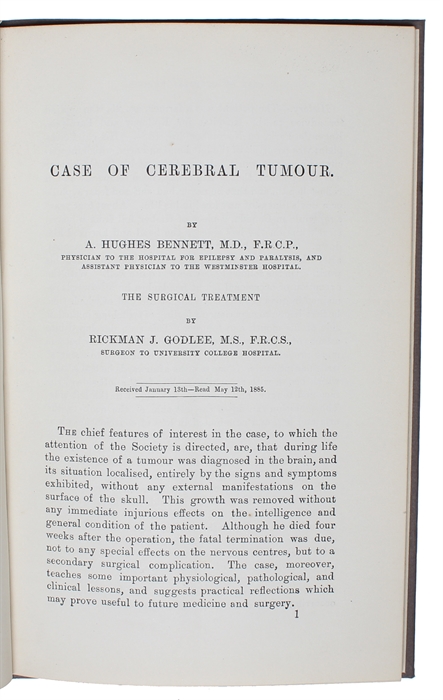 CASE OF CEREBRAL TUMOUR.
BY
A. HUGHES BENNETT, M.D., F.R C.P.,
PHYSICIAN TO THE HOSPITAL FOR EPILEPSY AND PARALYSIS, AND
ASSISTANT PHYSICIAN TO THE WESTMINSTER HOSPITAL.
THE SURGICAL TREATMENT
BY
RICKMAN J. GODLEE, M.S., F.R.C.S.,
SURGEON TO UNIVERSITY COLLEGE HOSPITAL.
Received January 13th—Read May 12th, 1885.
THE chief features of interest in the case, to which the
attention of the Society is directed, are, that during life
the existence of a tumour was diagnosed in the brain, and
its situation localised, entirely by the signs and symptoms
exhibited, without any external manifestations on the
surface of the skull. This growth was removed without
any immediate injurious effects on the intelligence and
general condition of the patient. Although he died four
weeks after the operation, the fatal termination was due,
not to any special effects on the nervous centres, but to a
secondary surgical complication. The case, moreover,
teaches some important physiological, pathological, and
clinical lessons, and suggests practical reflections which
may prove useful to future medicine and surgery.
1